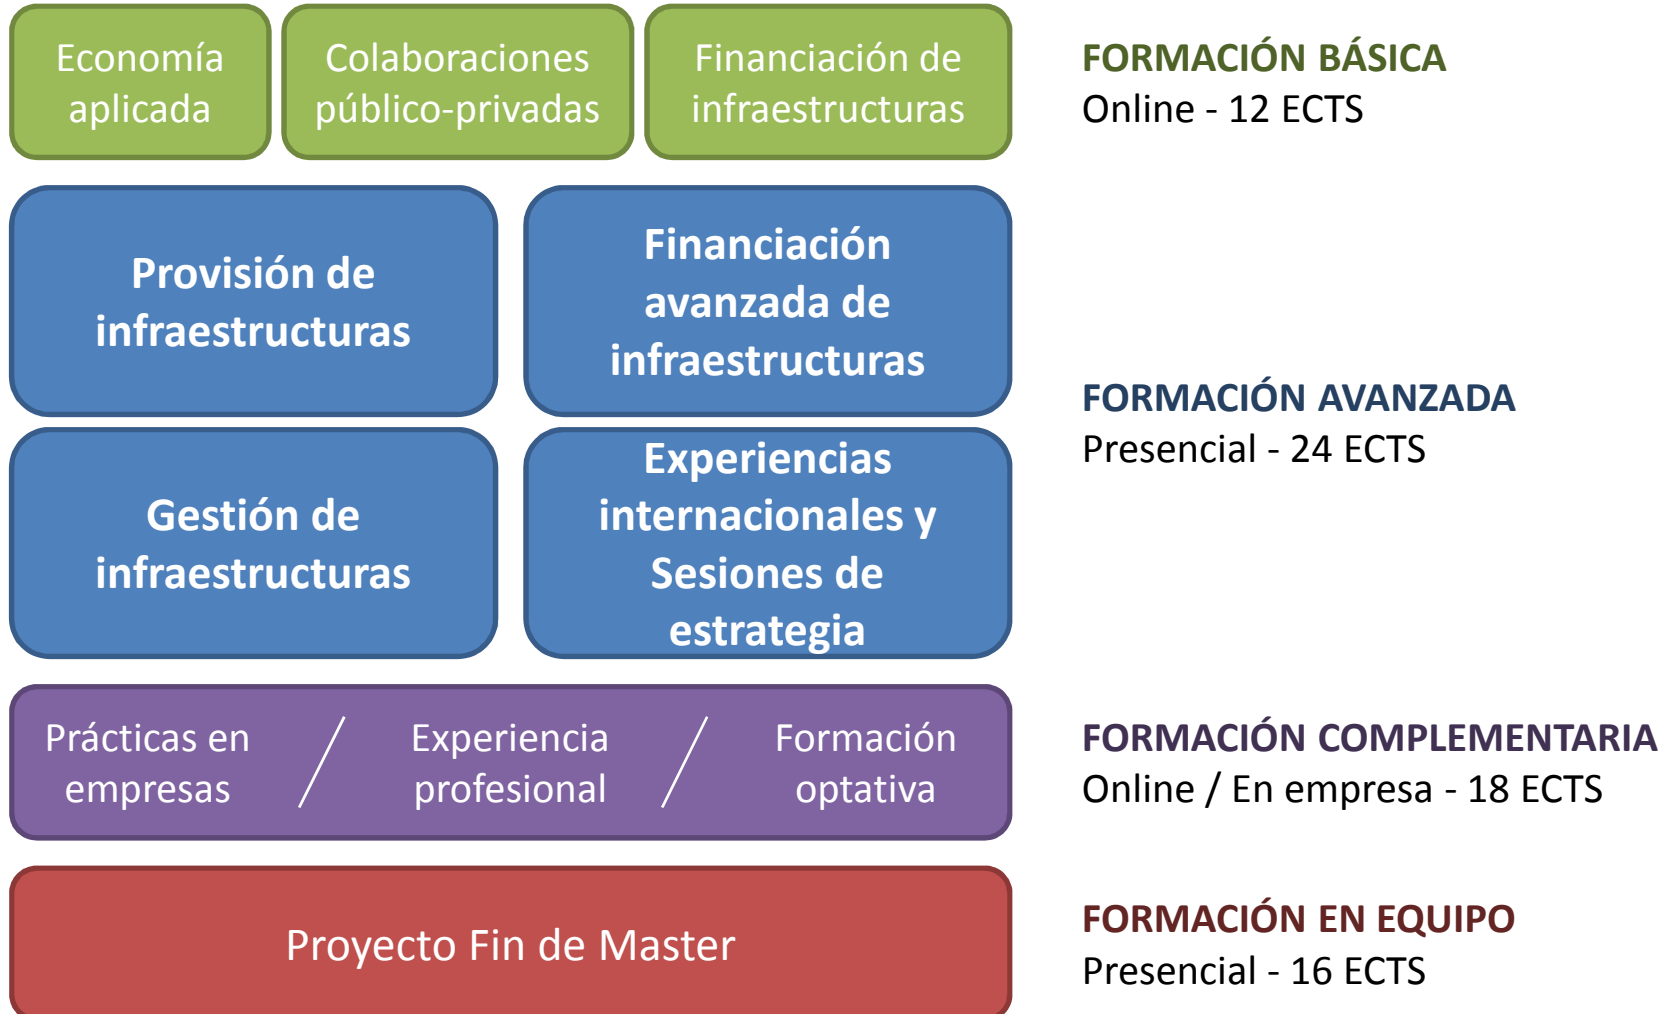 Economía
aplicada
Colaboraciones
público-privadas
Financiación de
infraestructuras
FORMACIÓN BÁSICA
Online - 12 ECTS
Provisión de
infraestructuras
Financiación
avanzada de
infraestructuras
Gestión de
infraestructuras
Experiencias
internacionales y
Sesiones de
estrategia
FORMACIÓN AVANZADA
Presencial - 24 ECTS
Prácticas en
empresas
Experiencia
profesional
Formación
optativa
FORMACIÓN COMPLEMENTARIA
Online / En empresa - 18 ECTS
Proyecto Fin de Master
FORMACIÓN EN EQUIPO
Presencial - 16 ECTS